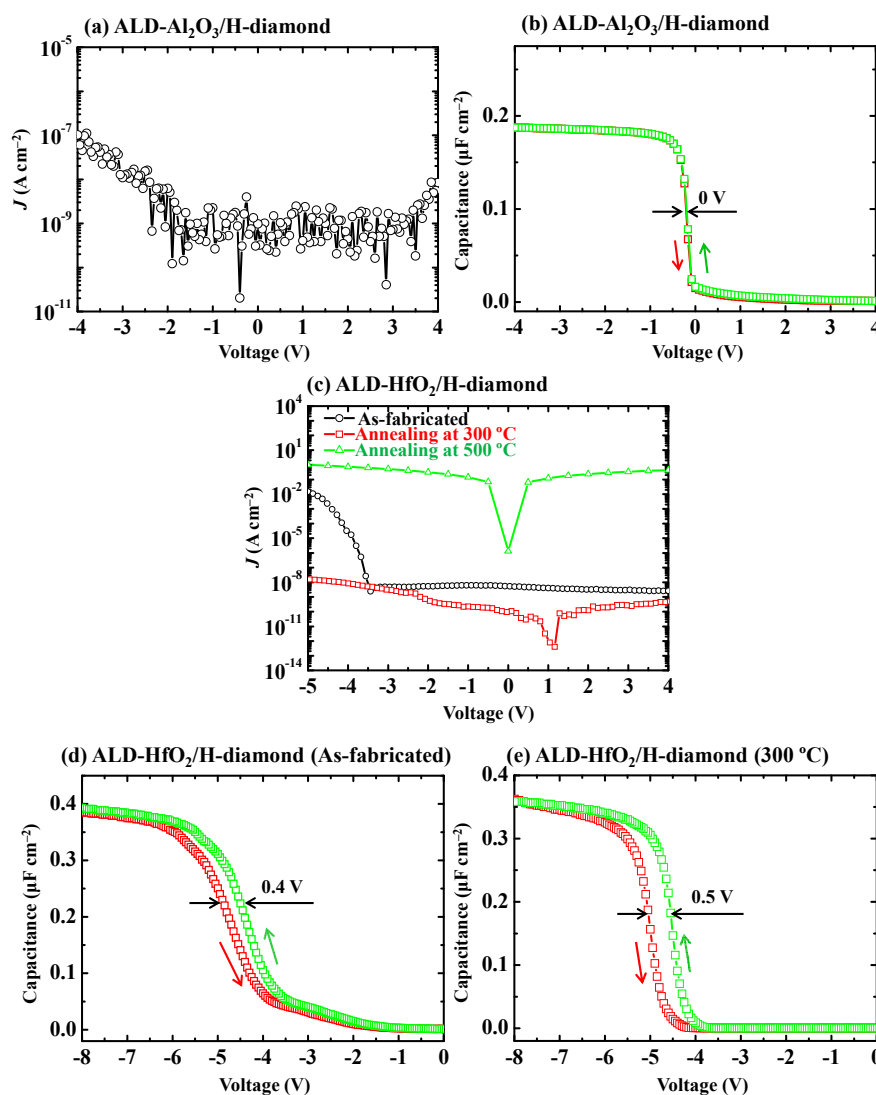 (a) ALD-Al₂O₃/H-diamond
10⁻⁵
10⁻⁷
10⁻⁹
10⁻¹¹
J (A cm⁻²)
-4 -3 -2 -1 0 1 2 3 4
Voltage (V)
(b) ALD-Al₂O₃/H-diamond
0.2
0.1
0.0
Capacitance (µF cm⁻²)
0 V
-4 -3 -2 -1 0 1 2 3 4
Voltage (V)
(c) ALD-HfO₂/H-diamond
10⁴
10¹
10⁻²
10⁻⁵
10⁻⁸
10⁻¹¹
10⁻¹⁴
J (A cm⁻²)
As-fabricated
Annealing at 300 ºC
Annealing at 500 ºC
-5 -4 -3 -2 -1 0 1 2 3 4
Voltage (V)
(d) ALD-HfO₂/H-diamond (As-fabricated)
0.4
0.3
0.2
0.1
0.0
Capacitance (µF cm⁻²)
0.4 V
-8 -7 -6 -5 -4 -3 -2 -1 0
Voltage (V)
(e) ALD-HfO₂/H-diamond (300 ºC)
0.4
0.3
0.2
0.1
0.0
Capacitance (µF cm⁻²)
0.5 V
-8 -7 -6 -5 -4 -3 -2 -1 0
Voltage (V)